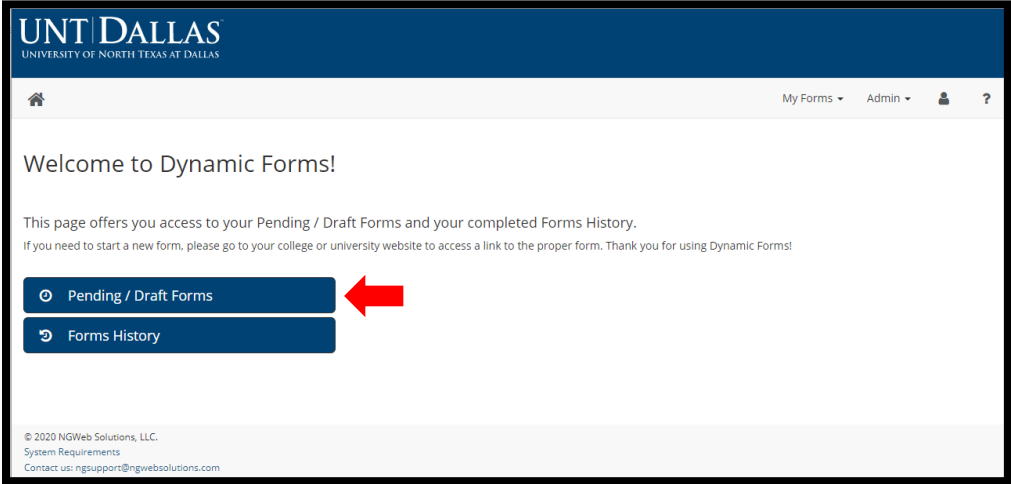 UNT DALLAS
UNIVERSITY OF NORTH TEXAS AT DALLAS
My Forms Admin ?
Welcome to Dynamic Forms!
This page offers you access to your Pending / Draft Forms and your completed Forms History.
If you need to start a new form, please go to your college or university website to access a link to the proper form. Thank you for using Dynamic Forms!
Pending / Draft Forms
Forms History
© 2020 NGWeb Solutions, LLC.
System Requirements
Contact us: ngsupport@ngwebsolutions.com